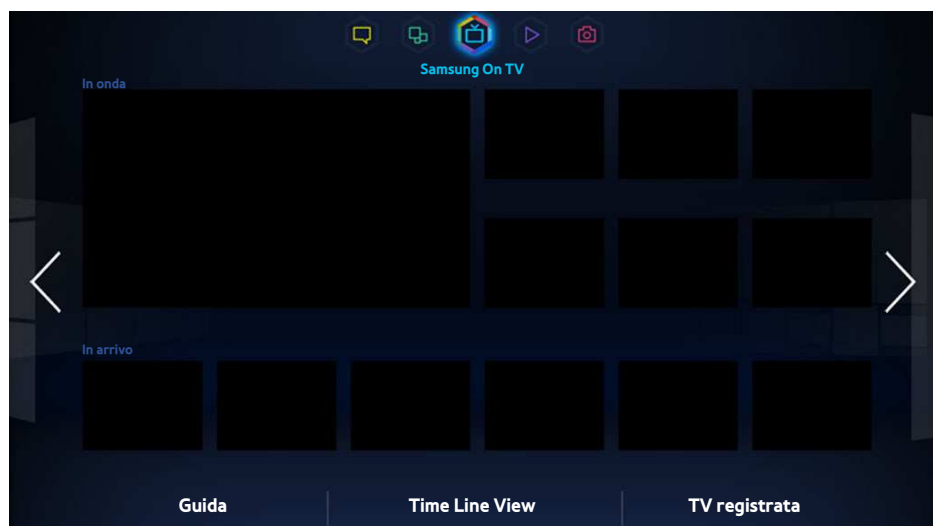 Samsung On TV
In onda
In arrivo
Guida
Time Line View
TV registrata